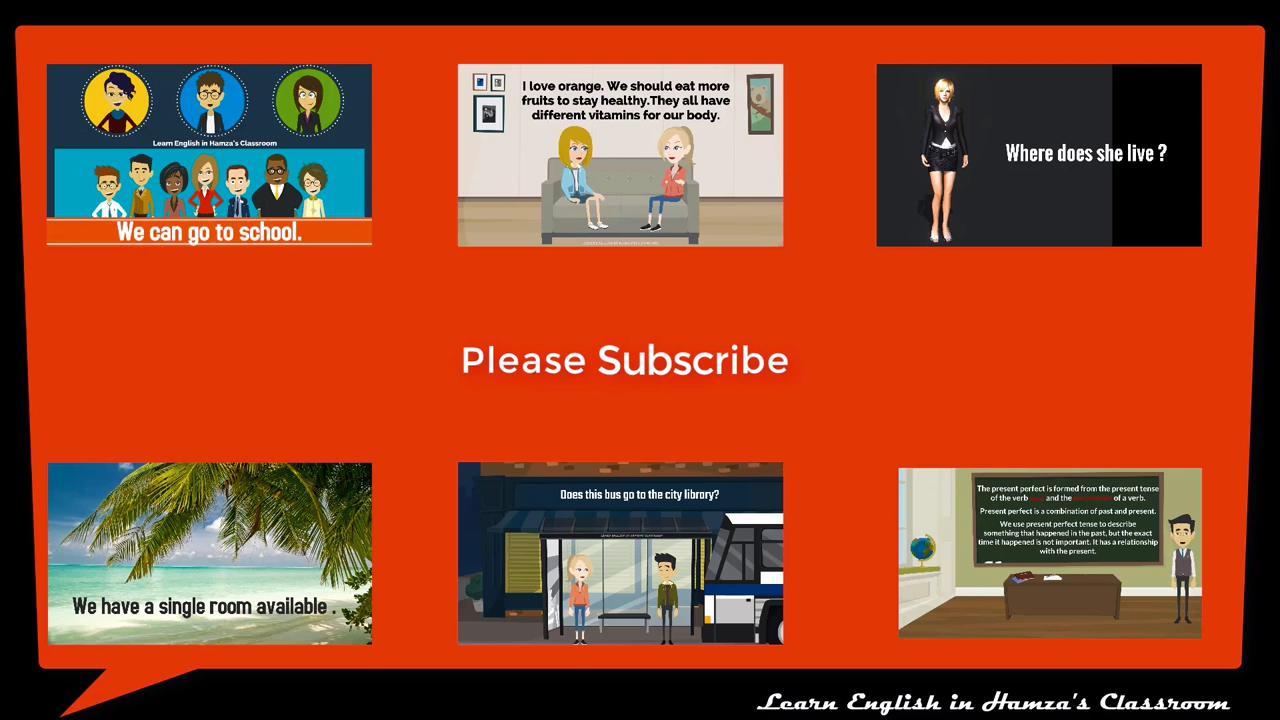 Learn English in Hamza's Classroom
We can go to school.
I love orange. We should eat more
fruits to stay healthy.They all have
different vitamins for our body.
Where does she live ?
Please Subscribe
We have a single room available .
Does this bus go to the city library?
The present perfect is formed from the present tense
of the verb and the of a verb.
Present perfect is a combination of past and present.
We use present perfect tense to describe
something that happened in the past, but the exact
time it happened is not important. It has a relationship
with the present.
Learn English in Hamza's Classroom